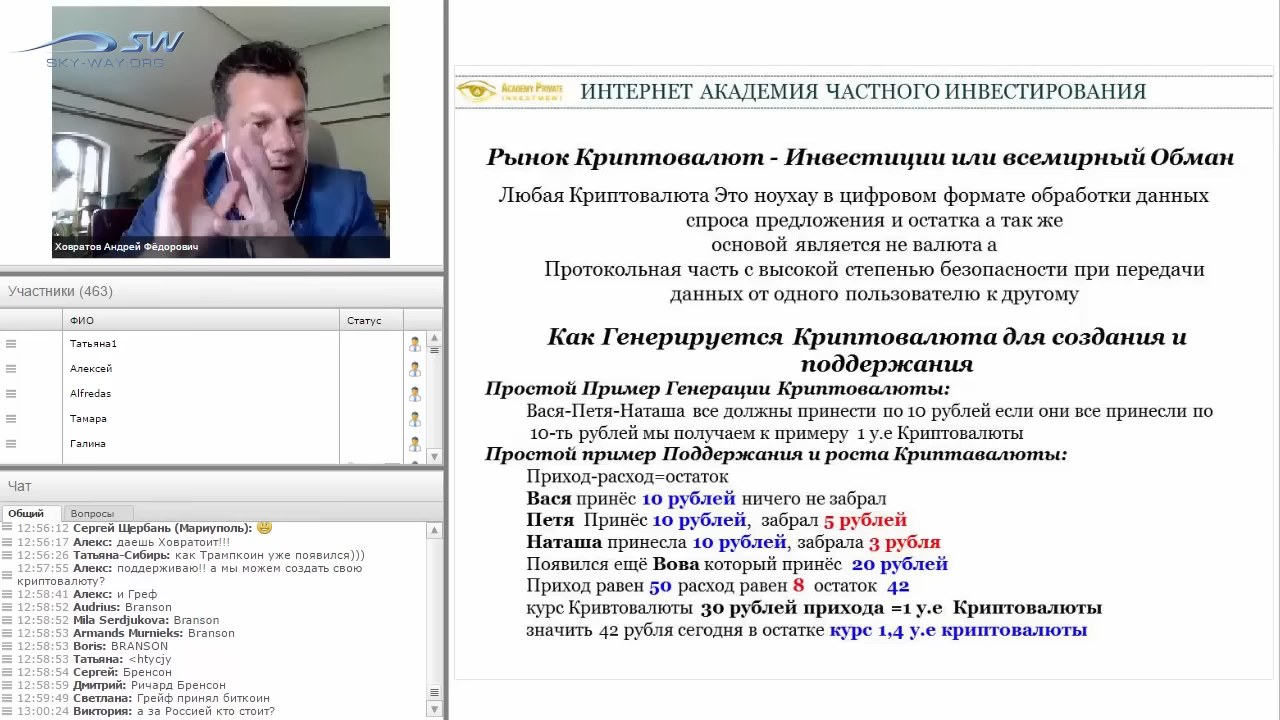 SW
SKY-WAY.ORG
Ховратов Андрей Фёдорович
Участники (463)
ФИО
Статус
Татьяна1
Алексей
Alfredas
Тамара
Галина
Чат
Общий
Вопросы
12:56:12 Сергей Щербань (Мариуполь):
12:56:17 Алекс: даешь Ховратоит!!!
12:56:26 Татьяна-Сибирь: как Трампкоин уже появился)))
12:57:55 Алекс: поддерживаю!! а мы можем создать свою
криптовалюту?
12:58:41 Алекс: и Греф
12:58:52 Audrius: Branson
12:58:52 Mila Serdjukova: Branson
12:58:53 Armands Murnieks: Branson
12:58:53 Boris: BRANSON
12:58:53 Татьяна: <htycjy
12:58:54 Сергей: Бренсон
12:58:59 Дмитрий: Ричард Бренсон
12:59:49 Светлана: Грейф принял биткоин
13:00:24 Виктория: а за Россией кто стоит?
ACADEMY PRIVATE
INVESTMENT
ИНТЕРНЕТ АКАДЕМИЯ ЧАСТНОГО ИНВЕСТИРОВАНИЯ
Рынок Криптовалют - Инвестиции или всемирный Обман
Любая Криптовалюта Это ноухау в цифровом формате обработки данных
спроса предложения и остатка а так же
основой является не валюта а
Протокольная часть с высокой степенью безопасности при передачи
данных от одного пользователю к другому
Как Генерируется Криптовалюта для создания и
поддержания
Простой Пример Генерации Криптовалюты:
Вася-Петя-Наташа все должны принести по 10 рублей если они все принесли по
10-ть рублей мы получаем к примеру 1 у.е Криптовалюты
Простой пример Поддержания и роста Криптавалюты:
Приход-расход=остаток
Вася принёс 10 рублей ничего не забрал
Петя Принёс 10 рублей, забрал 5 рублей
Наташа принесла 10 рублей, забрала 3 рубля
Появился ещё Вова который принёс 20 рублей
Приход равен 50 расход равен 8 остаток 42
курс Кривтовалюты 30 рублей прихода =1 у.е Криптовалюты
значить 42 рубля сегодня в остатке курс 1,4 у.е криптовалюты